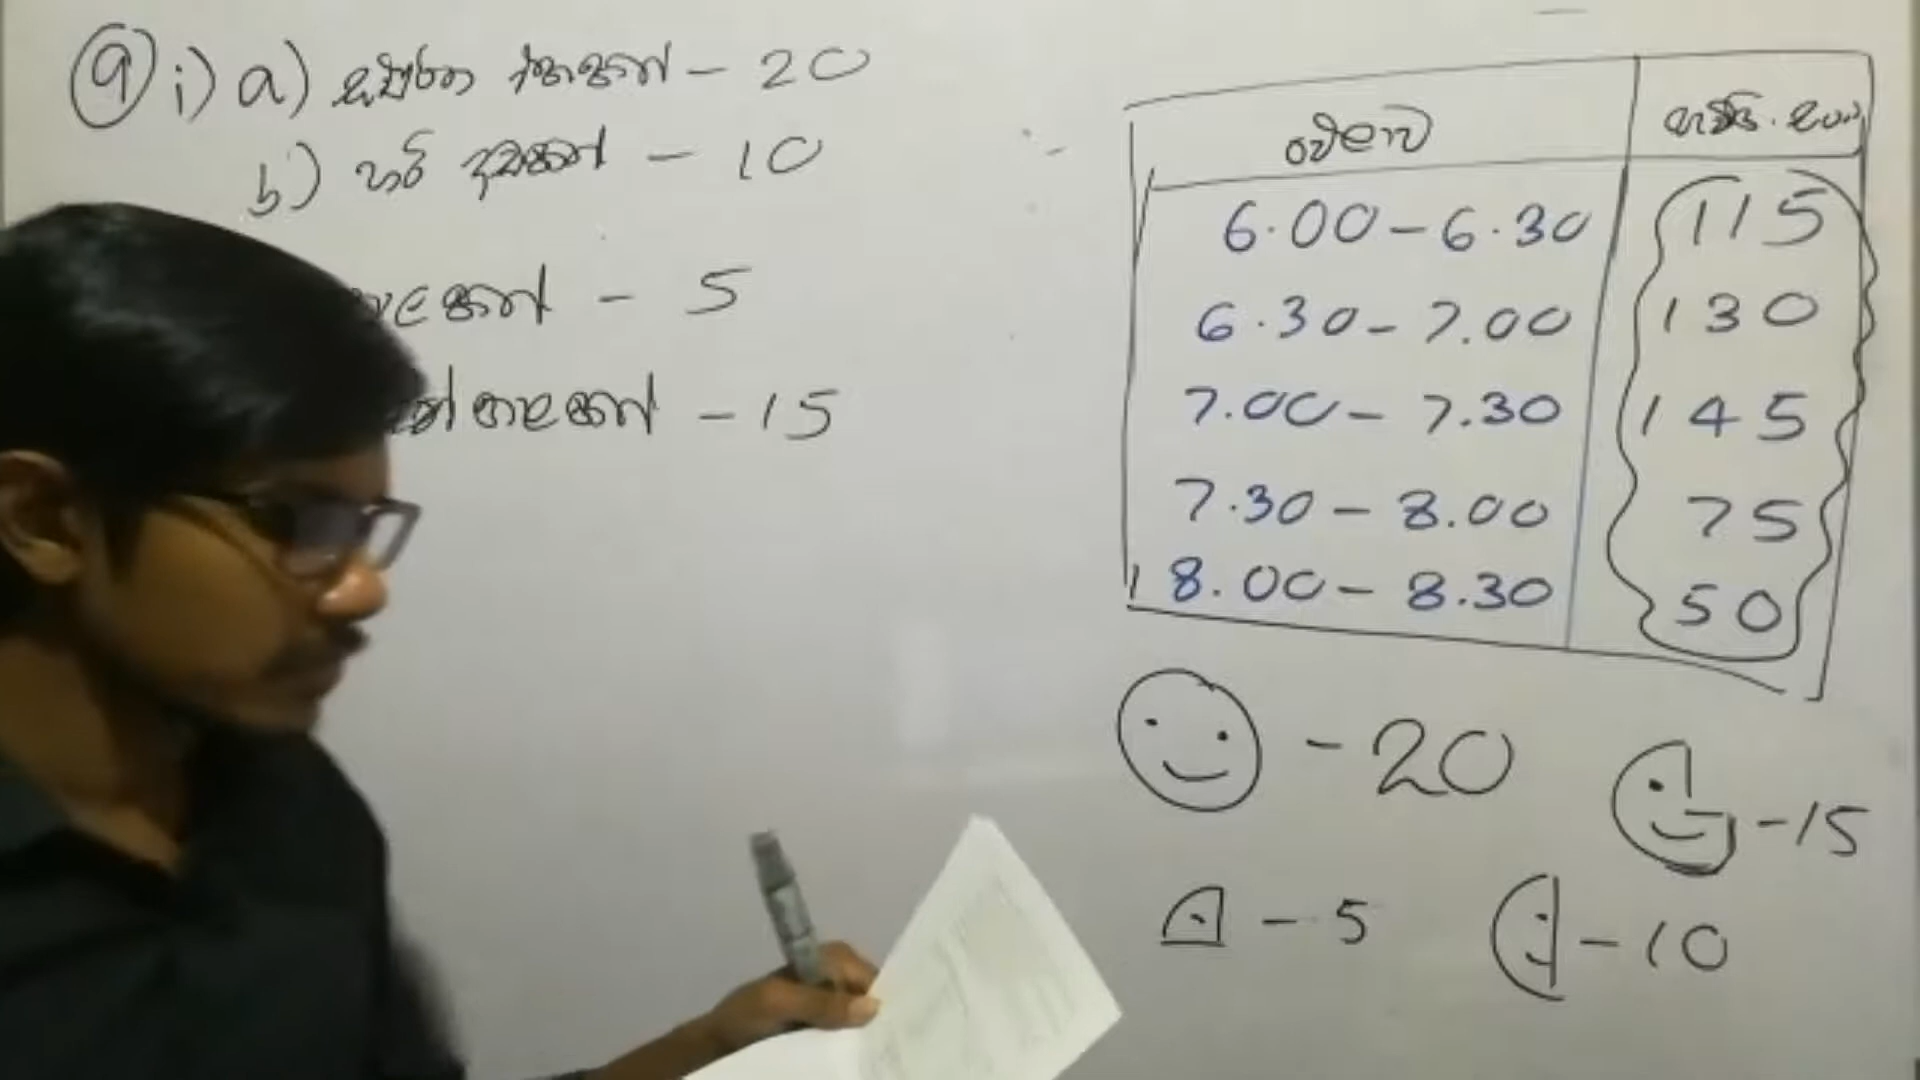 9 i) a) සම්පූර්ණ රූපයෙන් - 20
b) හරි අඩකින් - 10
- 5
- 15
වේලාව
6.00 - 6.30 115
6.30 - 7.00 130
7.00 - 7.30 145
7.30 - 8.00 75
8.00 - 8.30 50
- 20
- 15
- 5
- 10